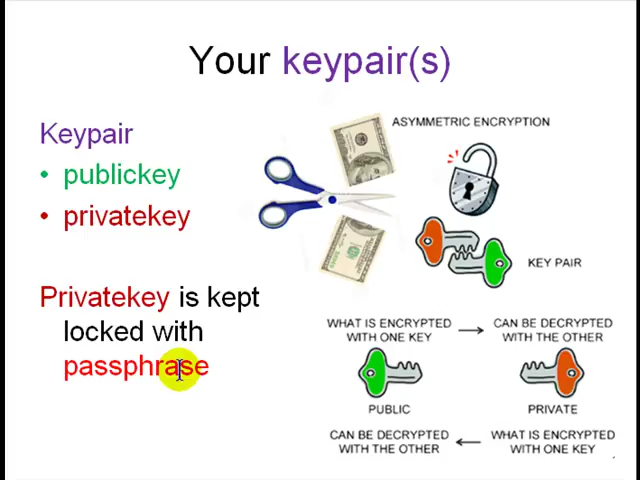 Your keypair(s)
Keypair
• publickey
• privatekey
Privatekey is kept
locked with
passphrase
ASYMMETRIC ENCRYPTION
KEY PAIR
WHAT IS ENCRYPTED
WITH ONE KEY
CAN BE DECRYPTED
WITH THE OTHER
PUBLIC
PRIVATE
CAN BE DECRYPTED
WITH THE OTHER
WHAT IS ENCRYPTED
WITH ONE KEY